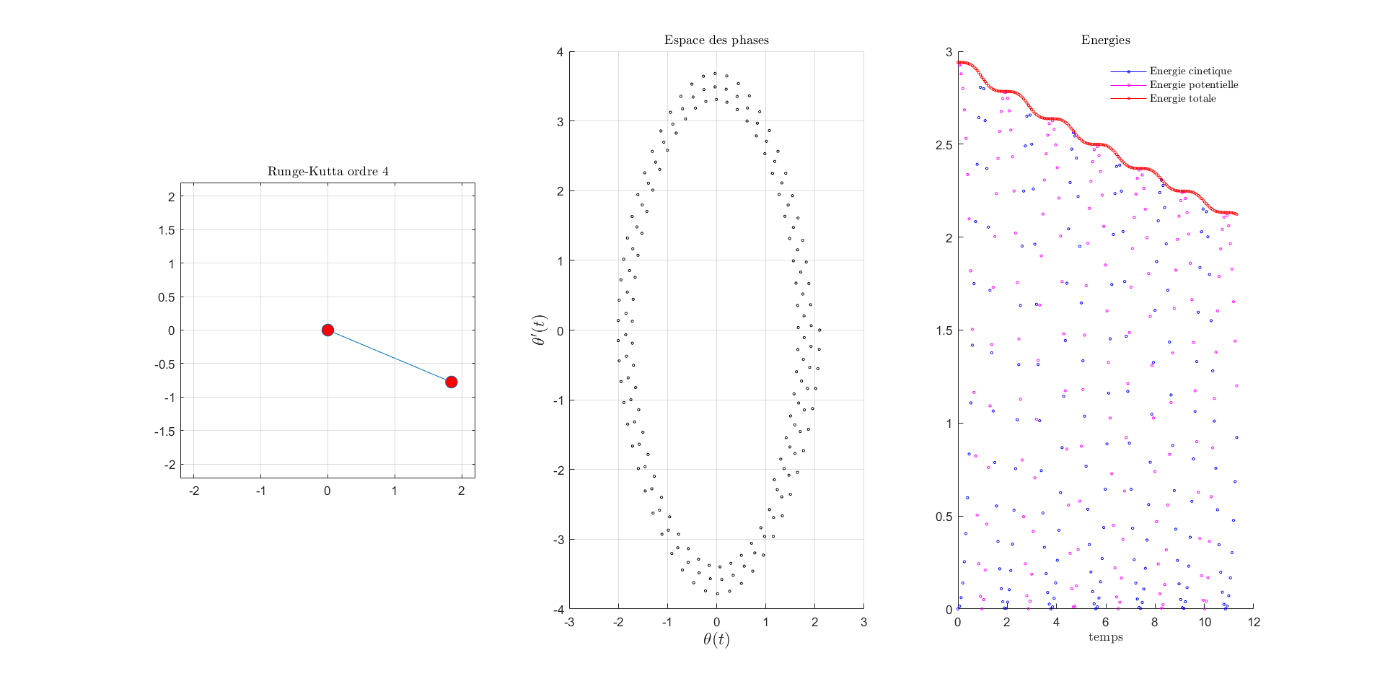 Runge-Kutta ordre 4
2
1.5
1
0.5
0
-0.5
-1
-1.5
-2
-2 -1 0 1 2
Espace des phases
4
3
2
1
0
-1
-2
-3
-4
θ′(t)
-3 -2 -1 0 1 2 3
θ(t)
Energies
Energie cinetique
Energie potentielle
Energie totale
3
2.5
2
1.5
1
0.5
0
0 2 4 6 8 10 12
temps